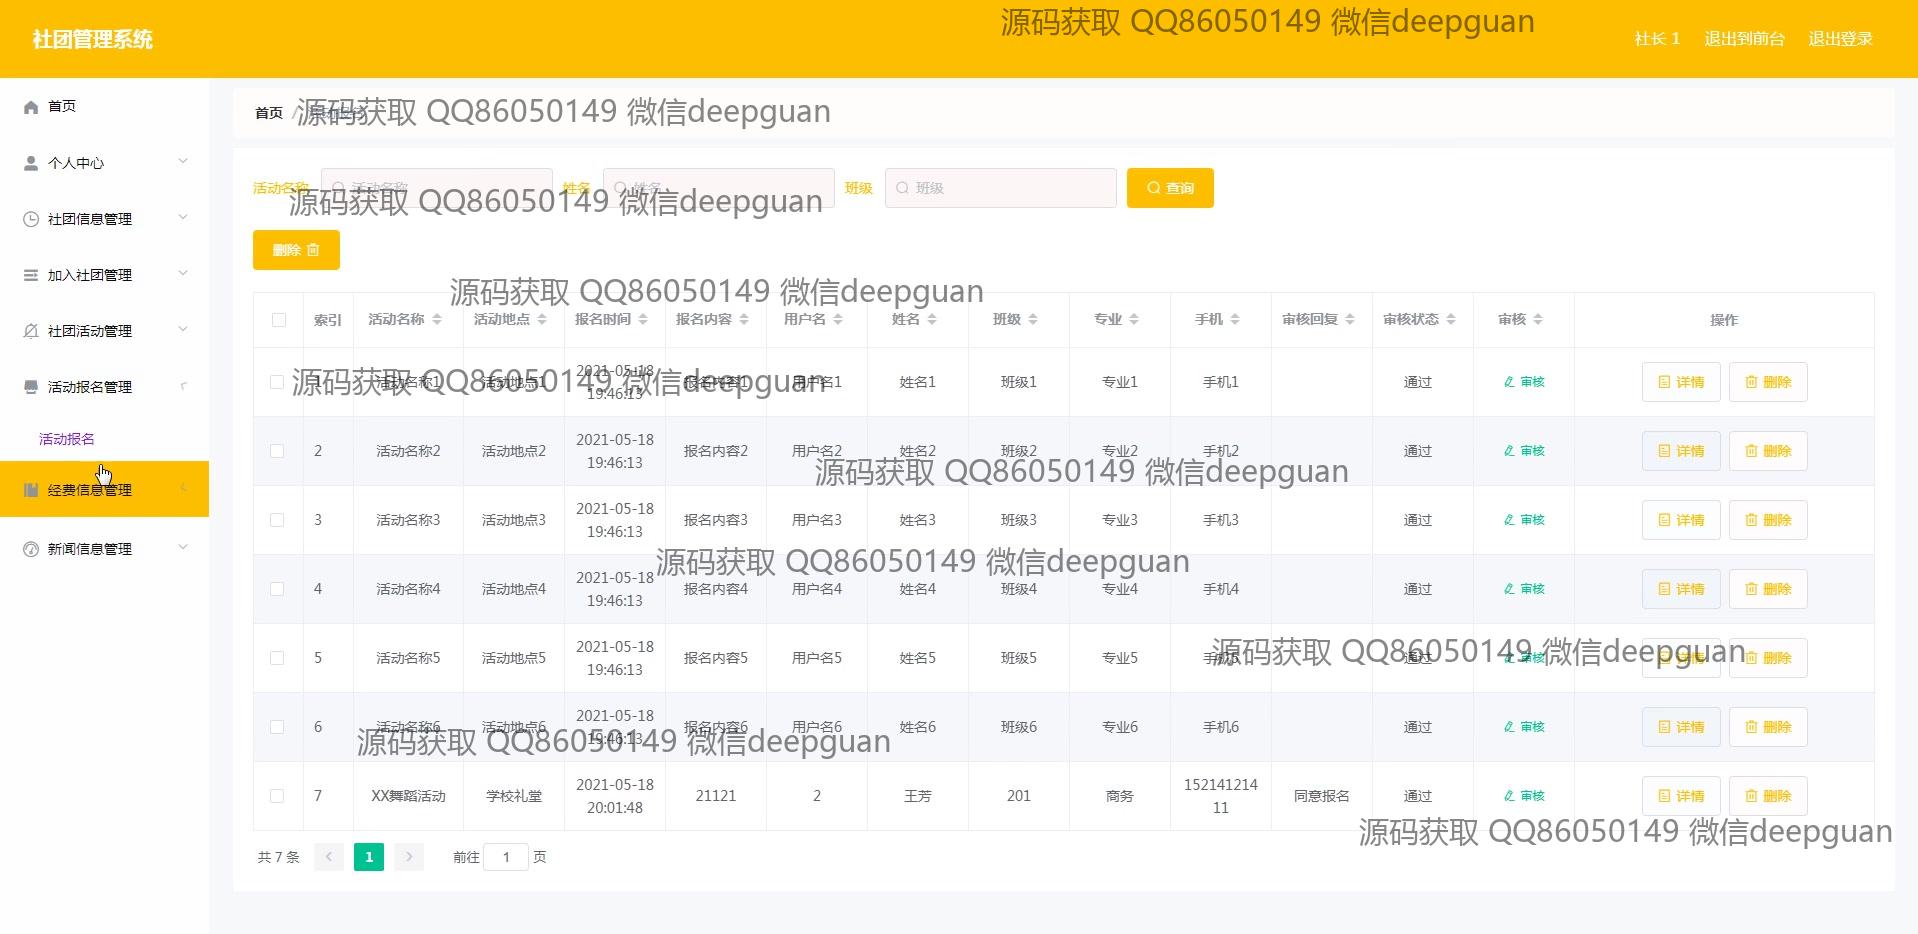 源码获取 QQ86050149 微信deepguan
社团管理系统
社长 1 退出到前台 退出登录
首页
个人中心
社团信息管理
加入社团管理
社团活动管理
活动报名管理
活动报名
经费信息管理
新闻信息管理
首页 / 活动报名
源码获取 QQ86050149 微信deepguan
活动名称 活动名称 姓名 姓名 班级 班级 查询
源码获取 QQ86050149 微信deepguan
删除
源码获取 QQ86050149 微信deepguan
索引 活动名称 活动地点 报名时间 报名内容 用户名 姓名 班级 专业 手机 审核回复 审核状态 审核 操作
1 活动名称1 活动地点1 2021-05-18 19:46:13 报名内容1 用户名1 姓名1 班级1 专业1 手机1 通过 审核 详情 删除
源码获取 QQ86050149 微信deepguan
2 活动名称2 活动地点2 2021-05-18 19:46:13 报名内容2 用户名2 姓名2 班级2 专业2 手机2 通过 审核 详情 删除
源码获取 QQ86050149 微信deepguan
3 活动名称3 活动地点3 2021-05-18 19:46:13 报名内容3 用户名3 姓名3 班级3 专业3 手机3 通过 审核 详情 删除
源码获取 QQ86050149 微信deepguan
4 活动名称4 活动地点4 2021-05-18 19:46:13 报名内容4 用户名4 姓名4 班级4 专业4 手机4 通过 审核 详情 删除
5 活动名称5 活动地点5 2021-05-18 19:46:13 报名内容5 用户名5 姓名5 班级5 专业5 手机5 通过 审核 详情 删除
源码获取 QQ86050149 微信deepguan
6 活动名称6 活动地点6 2021-05-18 19:46:13 报名内容6 用户名6 姓名6 班级6 专业6 手机6 通过 审核 详情 删除
源码获取 QQ86050149 微信deepguan
7 XX舞蹈活动 学校礼堂 2021-05-18 20:01:48 21121 2 王芳 201 商务 15214121411 同意报名 通过 审核 详情 删除
源码获取 QQ86050149 微信deepguan
共 7 条 1 前往 1 页